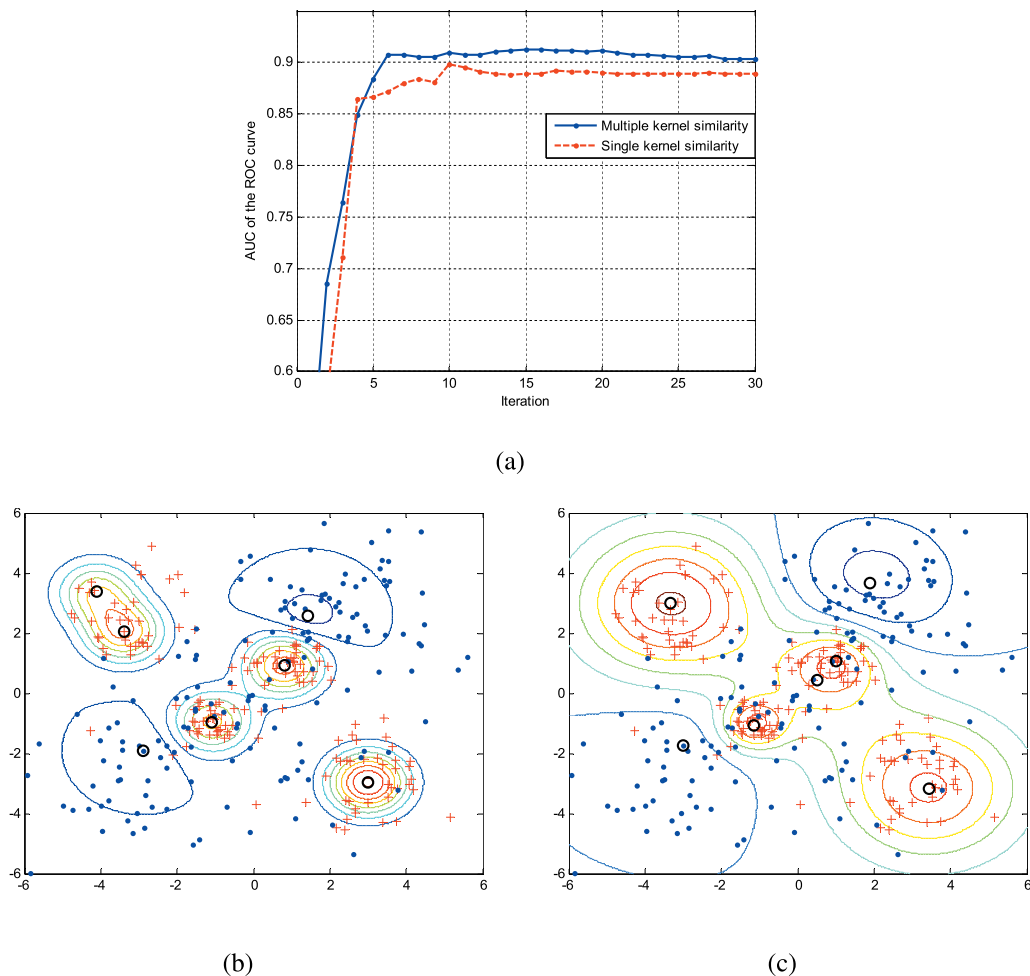 0.9
0.85
0.8
0.75
0.7
0.65
0.6
AUC of the ROC curve
Multiple kernel similarity
Single kernel similarity
0 5 10 15 20 25 30
Iteration
(a)
6
4
2
0
-2
-4
-6
-6 -4 -2 0 2 4 6
(b)
6
4
2
0
-2
-4
-6
-6 -4 -2 0 2 4 6
(c)